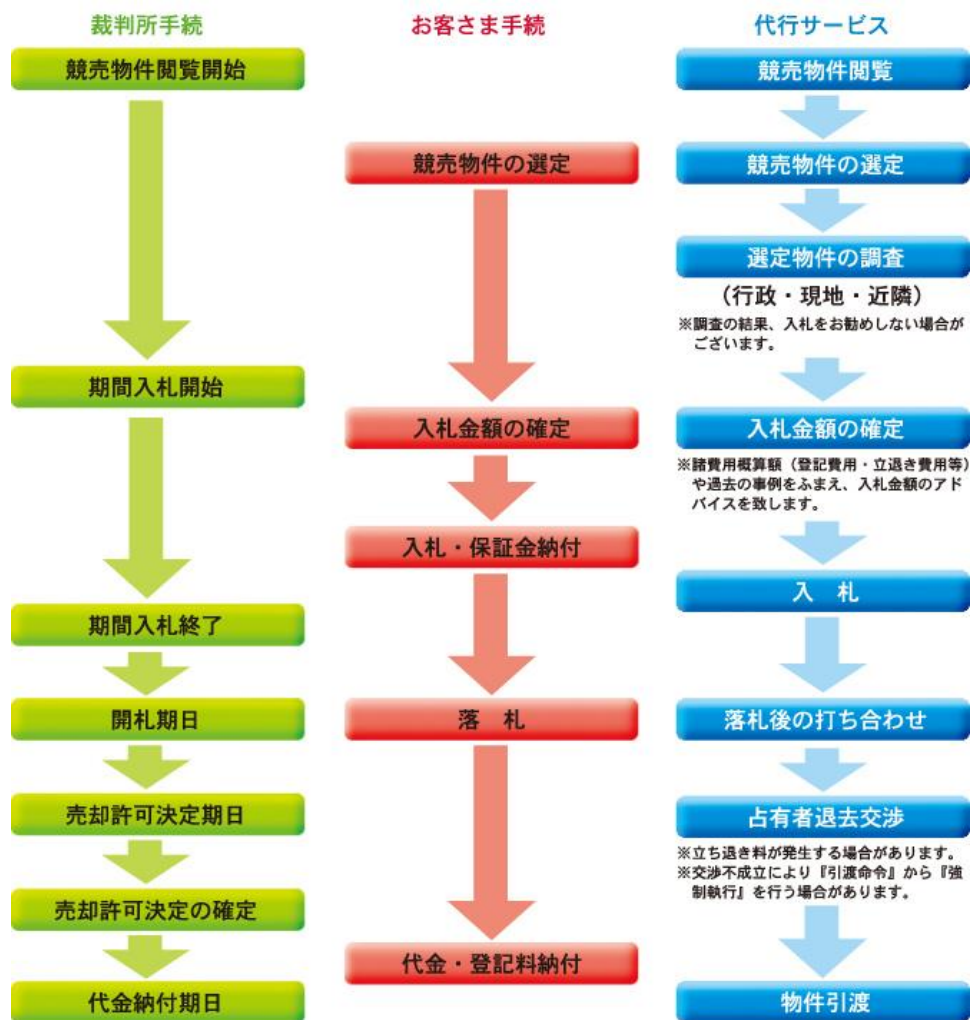 裁判所手続
競売物件閲覧開始
期間入札開始
期間入札終了
開札期日
売却許可決定期日
売却許可決定の確定
代金納付期日
お客さま手続
競売物件の選定
入札金額の確定
入札・保証金納付
落　札
代金・登記料納付
代行サービス
競売物件閲覧
競売物件の選定
選定物件の調査
（行政・現地・近隣）
※調査の結果、入札をお勧めしない場合が
ございます。
入札金額の確定
※諸費用概算額（登記費用・立退き費用等）
や過去の事例をふまえ、入札金額のアド
バイスを致します。
入　札
落札後の打ち合わせ
占有者退去交渉
※立ち退き料が発生する場合があります。
※交渉不成立により『引渡命令』から『強
制執行』を行う場合があります。
物件引渡